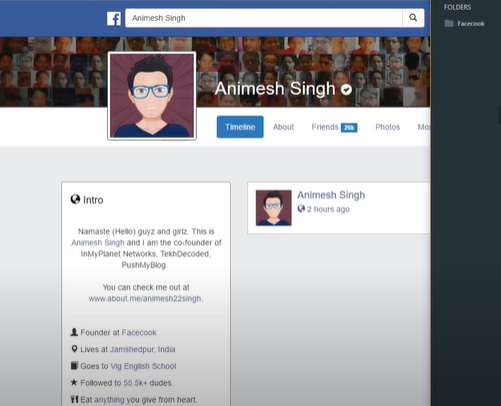 FOLDERS
Facecook
f
Animesh Singh
Animesh Singh
Timeline
About
Friends 26k
Photos
Intro
Namaste (Hello) guyz and girlz. This is
Animesh Singh and I am the co-founder of
InMyPlanet Networks, TekhDecoded,
PushMyBlog.
You can check me out at
www.about.me/animesh22singh.
Founder at Facecook
Lives at Jamshedpur, India
Goes to Vig English School
Followed to 55.5k+ dudes.
Eat anything you give from heart.
Animesh Singh
2 hours ago